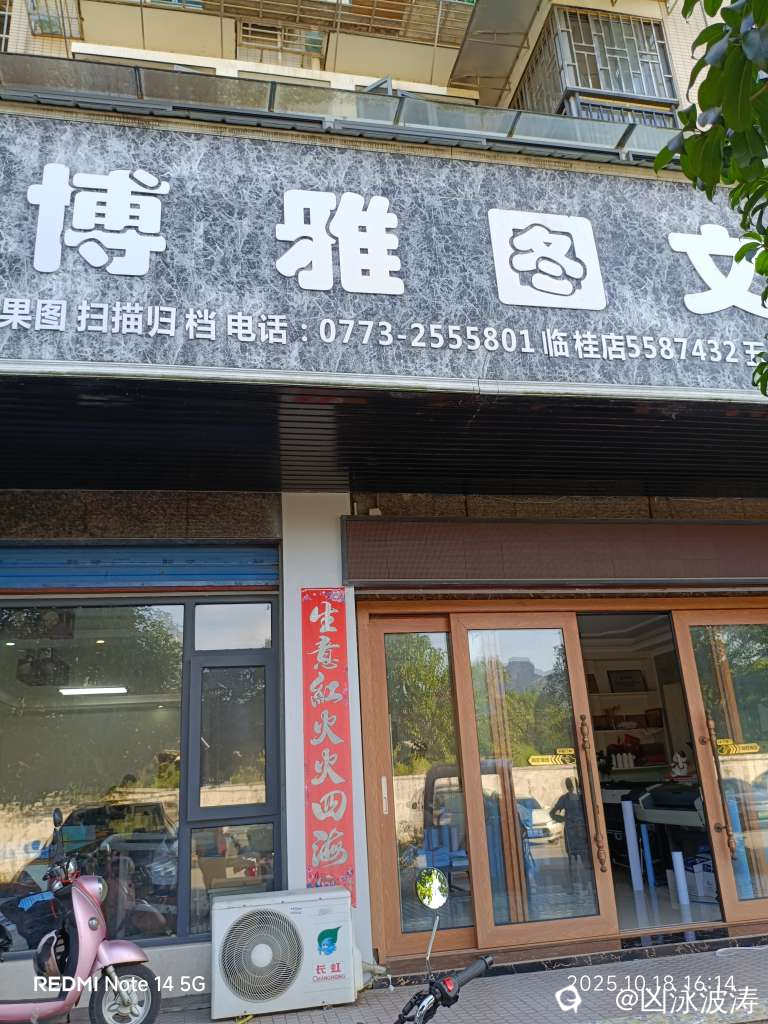 博雅图文
果图 扫描归档 电话：0773-2555801 临桂店5587432
生意紅火火四海
长虹
CHANGHONG
REDMI NOTE 14 5G
2025.10.18 16:14
@凶冰波涛